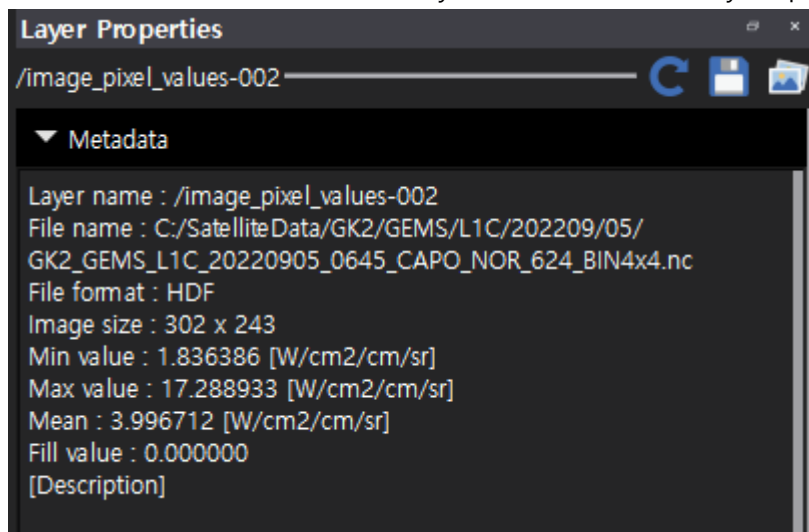 Layer Properties
/image_pixel_values-002
Metadata
Layer name : /image_pixel_values-002
File name : C:/SatelliteData/GK2/GEMS/L1C/202209/05/
GK2_GEMS_L1C_20220905_0645_CAPO_NOR_624_BIN4x4.nc
File format : HDF
Image size : 302 x 243
Min value : 1.836386 [W/cm2/cm/sr]
Max value : 17.288933 [W/cm2/cm/sr]
Mean : 3.996712 [W/cm2/cm/sr]
Fill value : 0.000000
[Description]